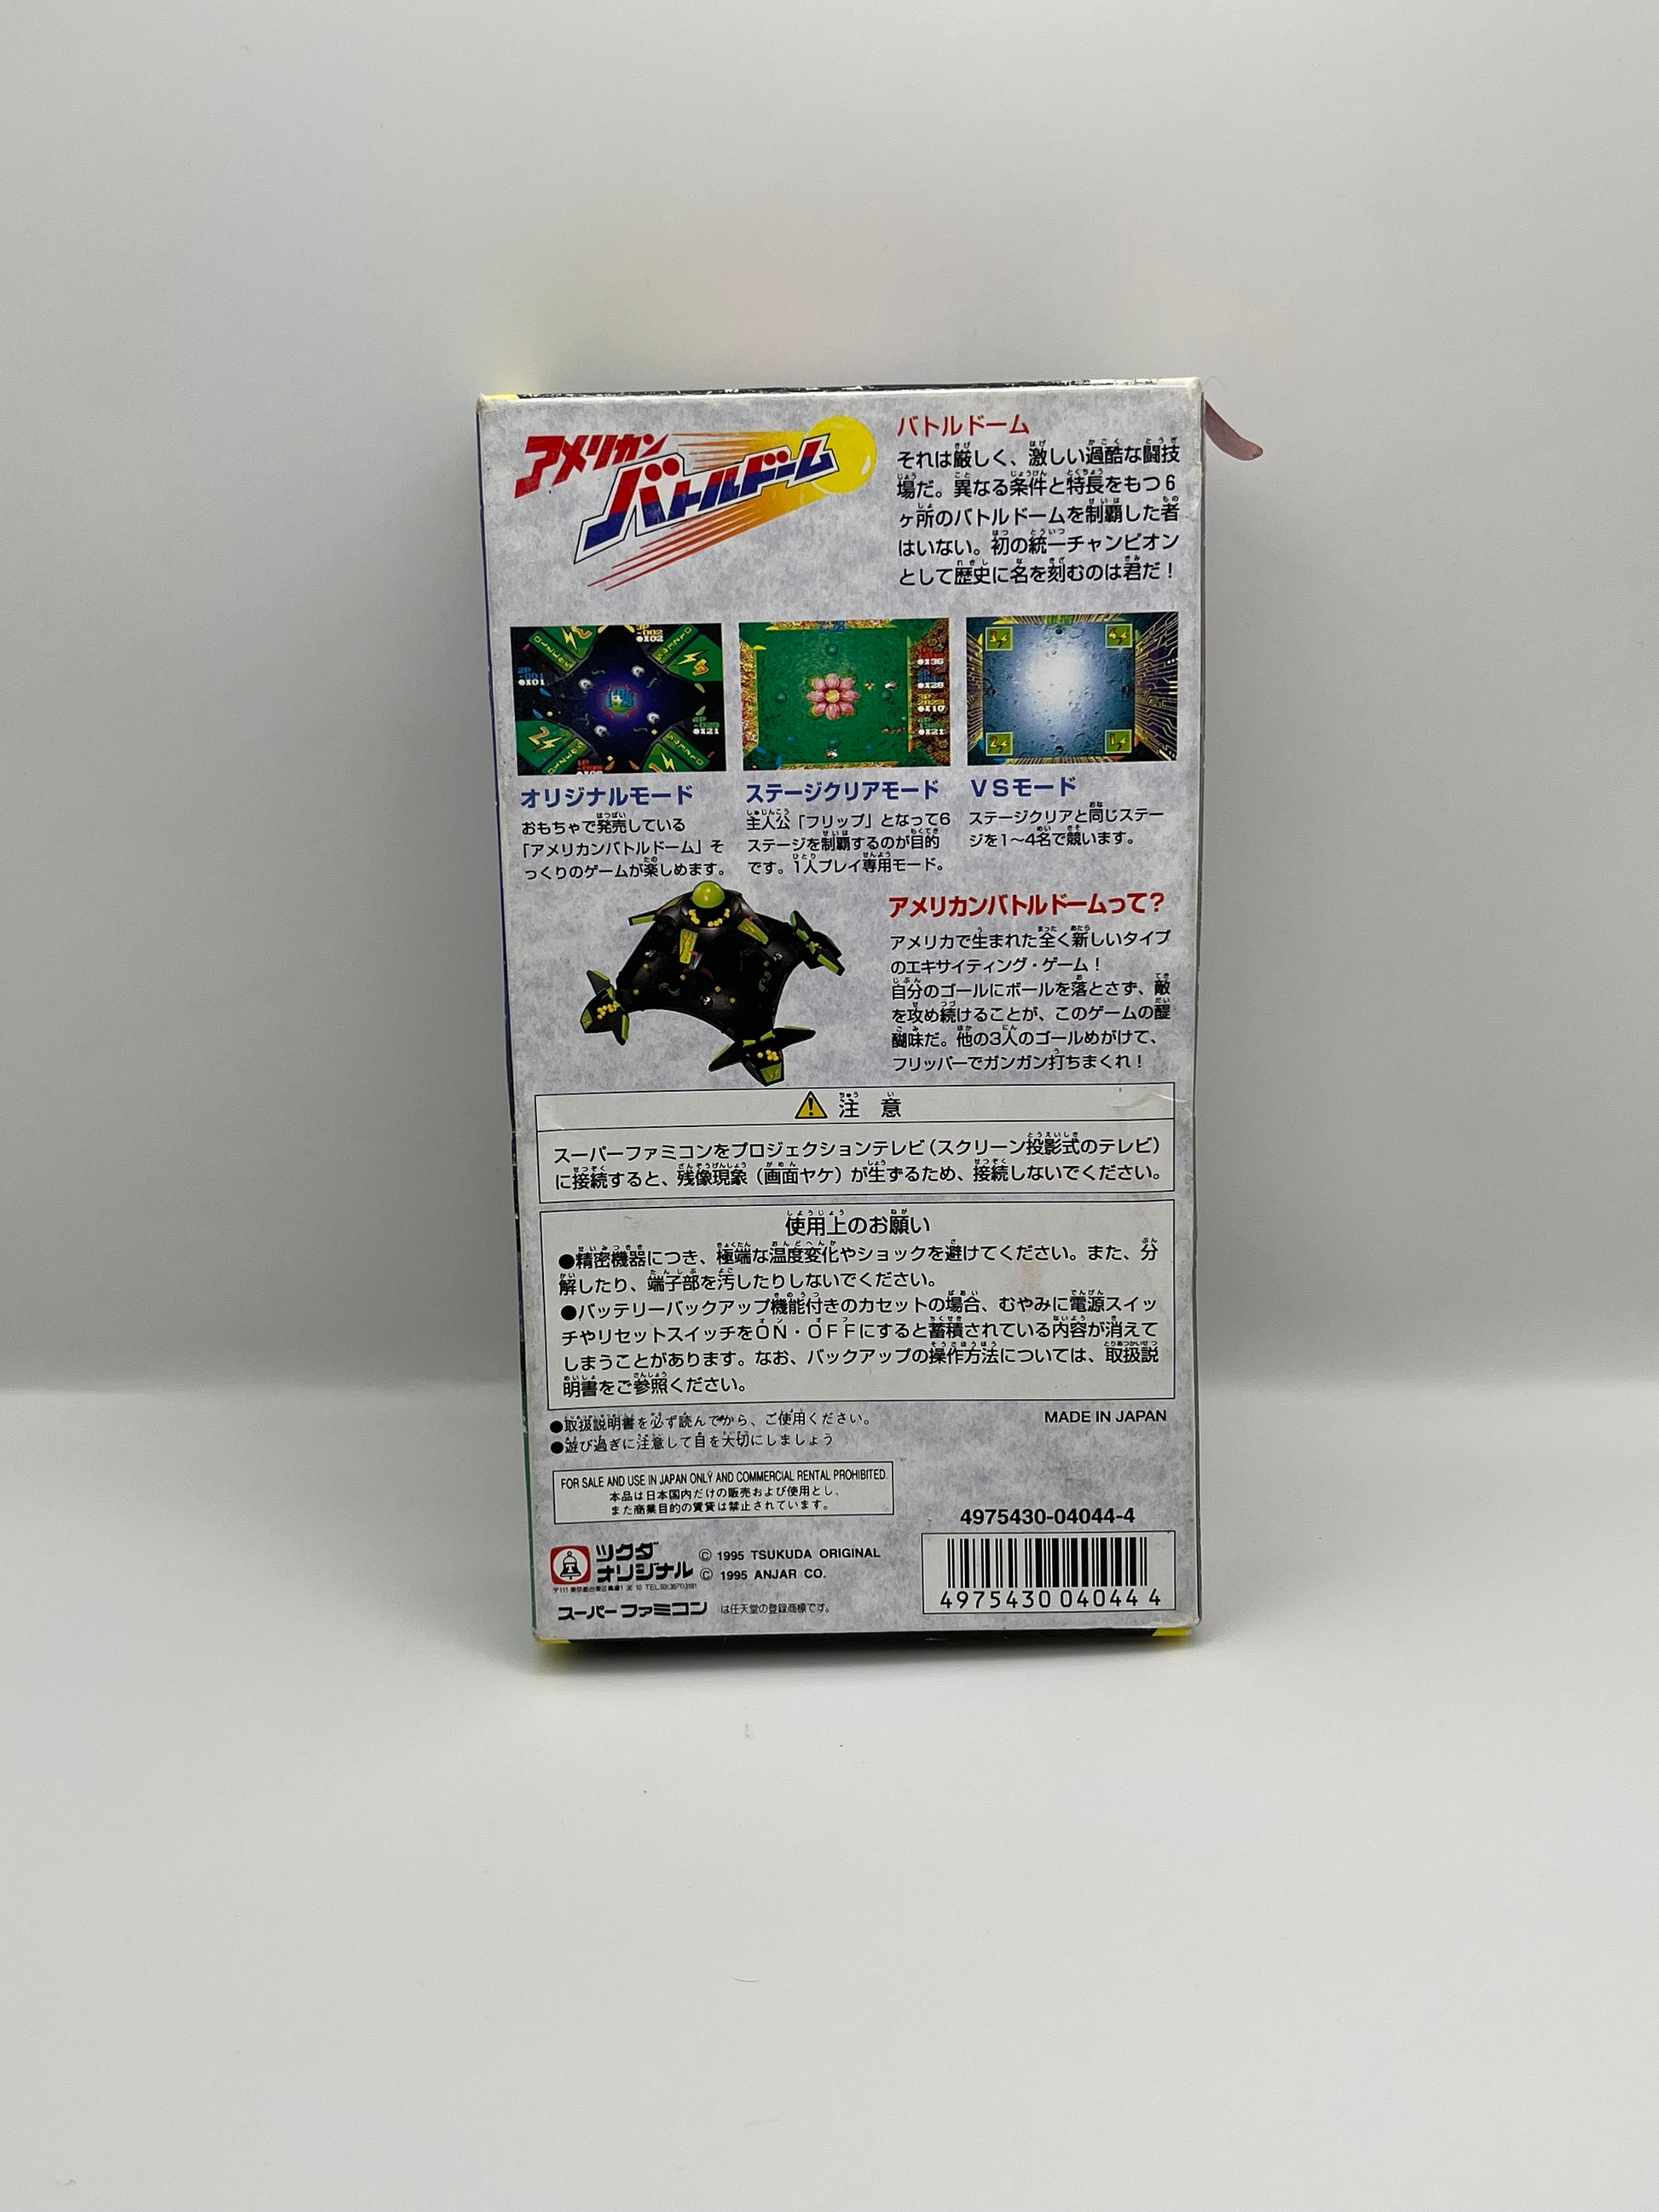 アメリカン
バトルドーム
バトルドーム
それは厳しく、激しい過酷な闘技
場だ。異なる条件と特長をもつ6
ヶ所のバトルドームを制覇した者
はいない。初の統一チャンピオン
として歴史に名を刻むのは君だ！
オリジナルモード
おもちゃで発売している
「アメリカンバトルドーム」そ
っくりのゲームが楽しめます。
ステージクリアモード
主人公「フリップ」となって6
ステージを制覇するのが目的
です。1人プレイ専用モード。
VSモード
ステージクリアと同じステー
ジを1〜4名で競います。
アメリカンバトルドームって？
アメリカで生まれた全く新しいタイプ
のエキサイティング・ゲーム！
自分のゴールにボールを落とさず、敵
を攻め続けることが、このゲームの醍
醐味だ。他の3人のゴールめがけて、
フリッパーでガンガン打ちまくれ！
注意
スーパーファミコンをプロジェクションテレビ（スクリーン投影式のテレビ）
に接続すると、残像現象（画面ヤケ）が生ずるため、接続しないでください。
使用上のお願い
●精密機器につき、極端な温度変化やショックを避けてください。また、分
解したり、端子部を汚したりしないでください。
●バッテリーバックアップ機能付きのカセットの場合、むやみに電源スイッ
チやリセットスイッチをON・OFFにすると蓄積されている内容が消えて
しまうことがあります。なお、バックアップの操作方法については、取扱説
明書をご参照ください。
●取扱説明書を必ず読んでから、ご使用ください。
●遊び過ぎに注意して目を大切にしましょう
MADE IN JAPAN
FOR SALE AND USE IN JAPAN ONLY AND COMMERCIAL RENTAL PROHIBITED.
本品は日本国内だけの販売および使用とし、
また商業目的の賃貸は禁止されています。
4975430-04044-4
ツクダ
オリジナル
© 1995 TSUKUDA ORIGINAL
© 1995 ANJAR CO.
スーパーファミコン は任天堂の登録商標です。
4975430040444